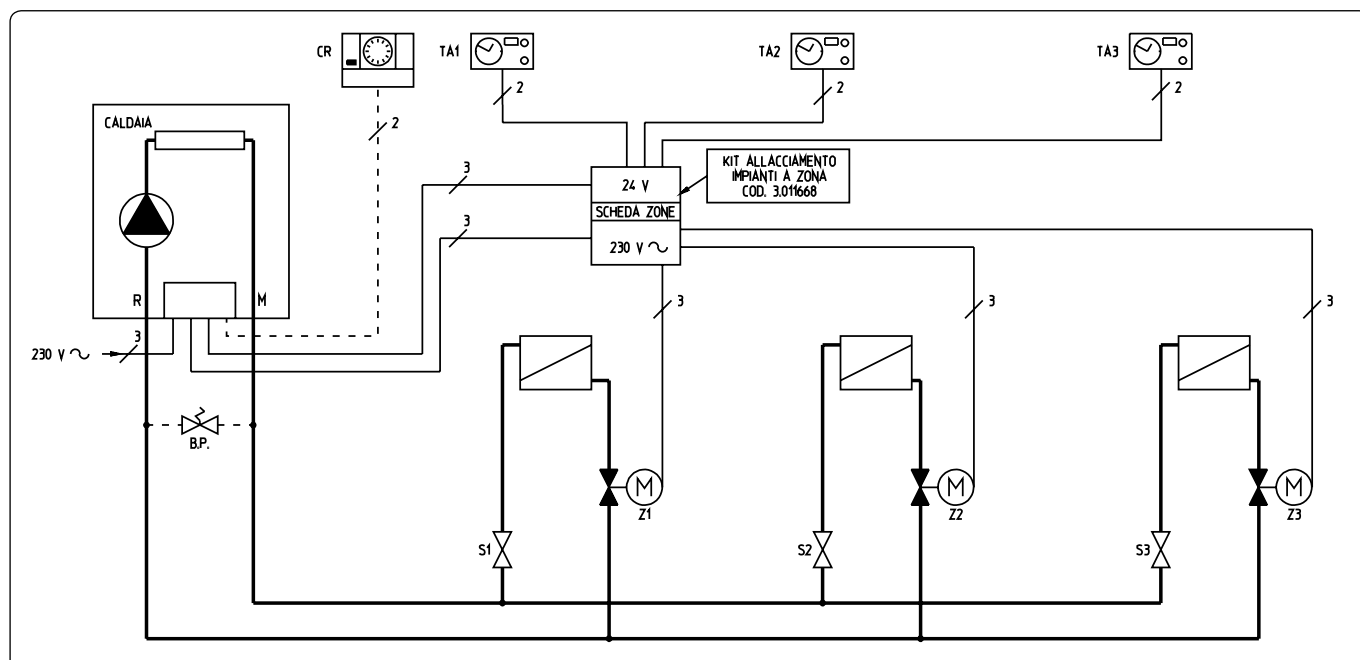 CR
TA1
TA2
TA3
2
2
2
2
CALDAIA
3
KIT ALLACCIAMENTO
IMPIANTI A ZONA
COD. 3.011668
24 V
SCHEDA ZONE
3
230 V
R
M
3
3
3
3
230 V
B.P.
M
M
M
Z1
Z2
Z3
S1
S2
S3